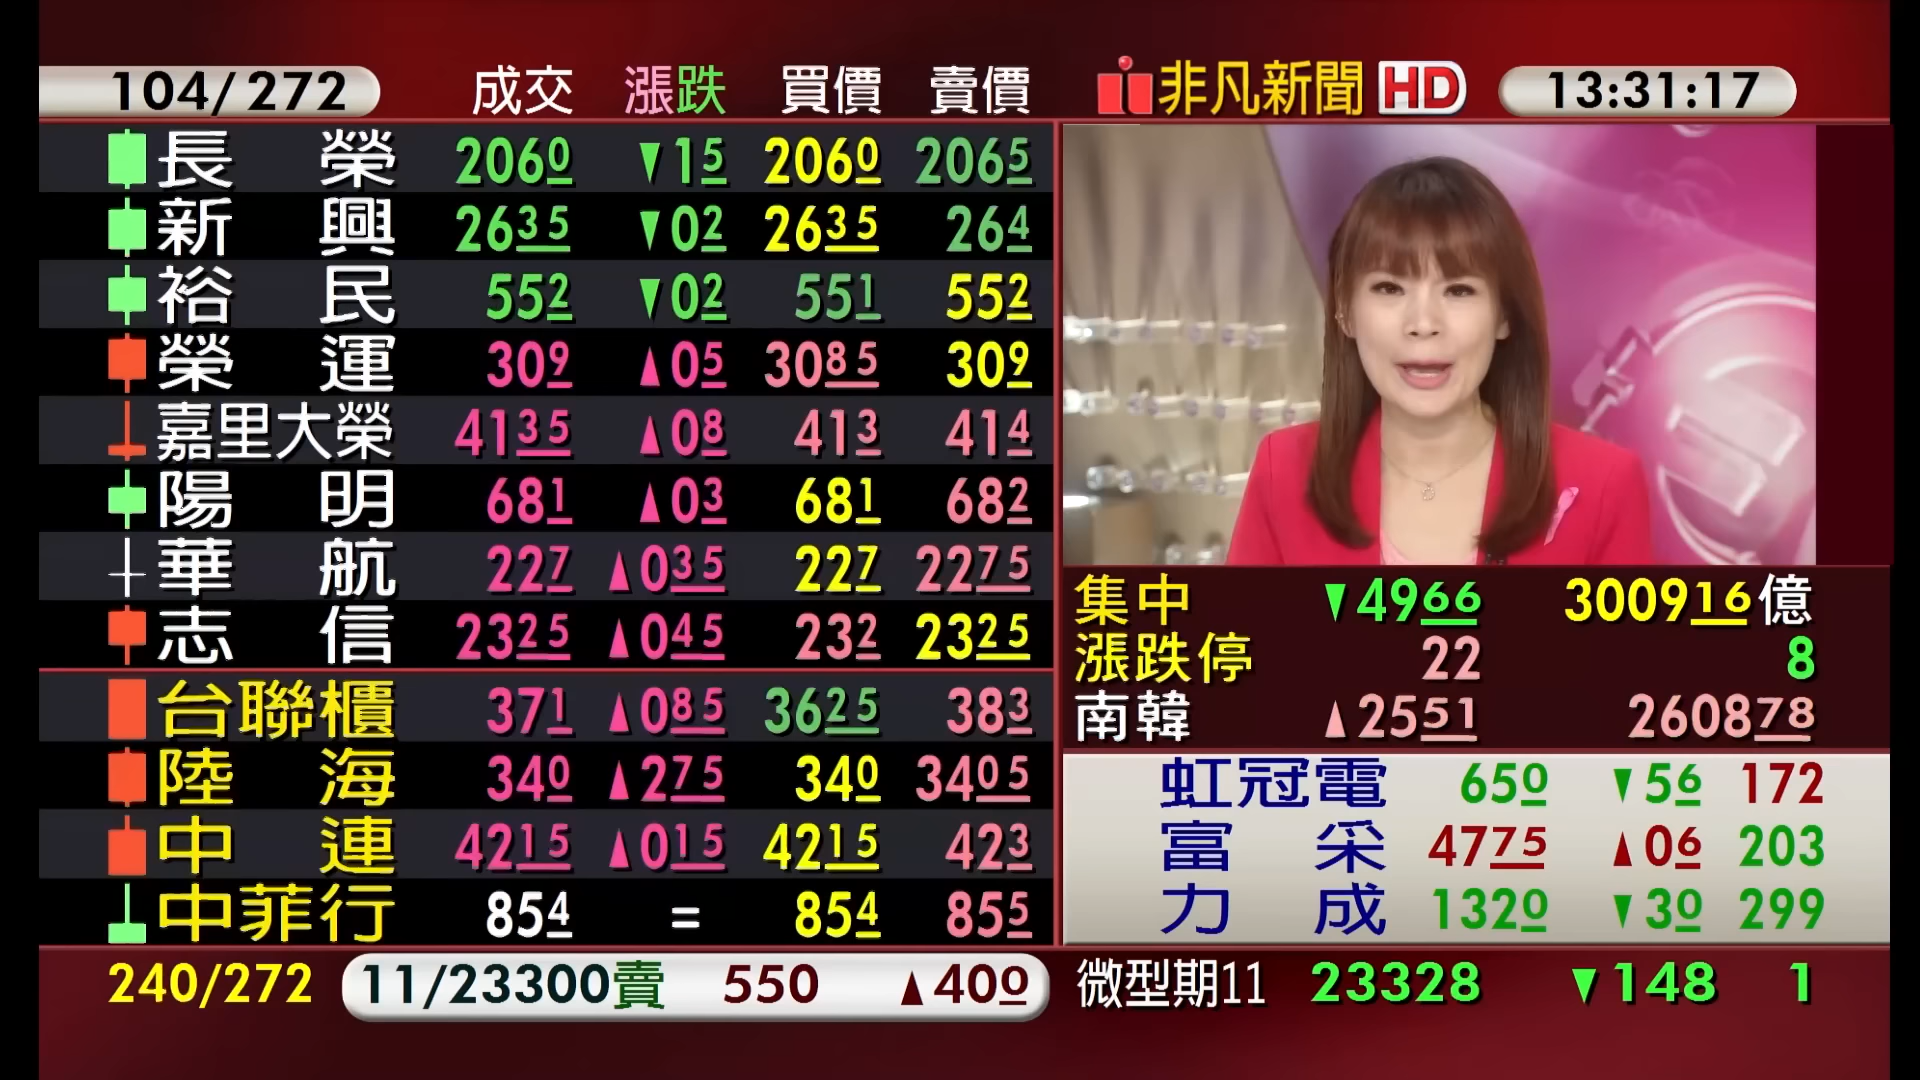 104/272 成交 漲跌 買價 賣價
長榮 2060 ▼15 2060 2065
新興 2635 ▼02 2635 264
裕民 552 ▼02 551 552
榮運 309 ▲05 3085 309
嘉里大榮 4135 ▲08 413 414
陽明 681 ▲03 681 682
華航 227 ▲035 227 2275
志信 2325 ▲045 232 2325
台聯櫃 371 ▲085 3625 383
陸海 340 ▲275 340 3405
中連 4215 ▲015 4215 423
中菲行 854 = 854 855
240/272 11/23300賣 550 ▲400
非凡新聞 HD 13:31:17
集中 ▼4966 300916億
漲跌停 22 8
南韓 ▲2551 260878
虹冠電 650 ▼56 172
富采 4775 ▲06 203
力成 1320 ▼30 299
微型期11 23328 ▼148 1